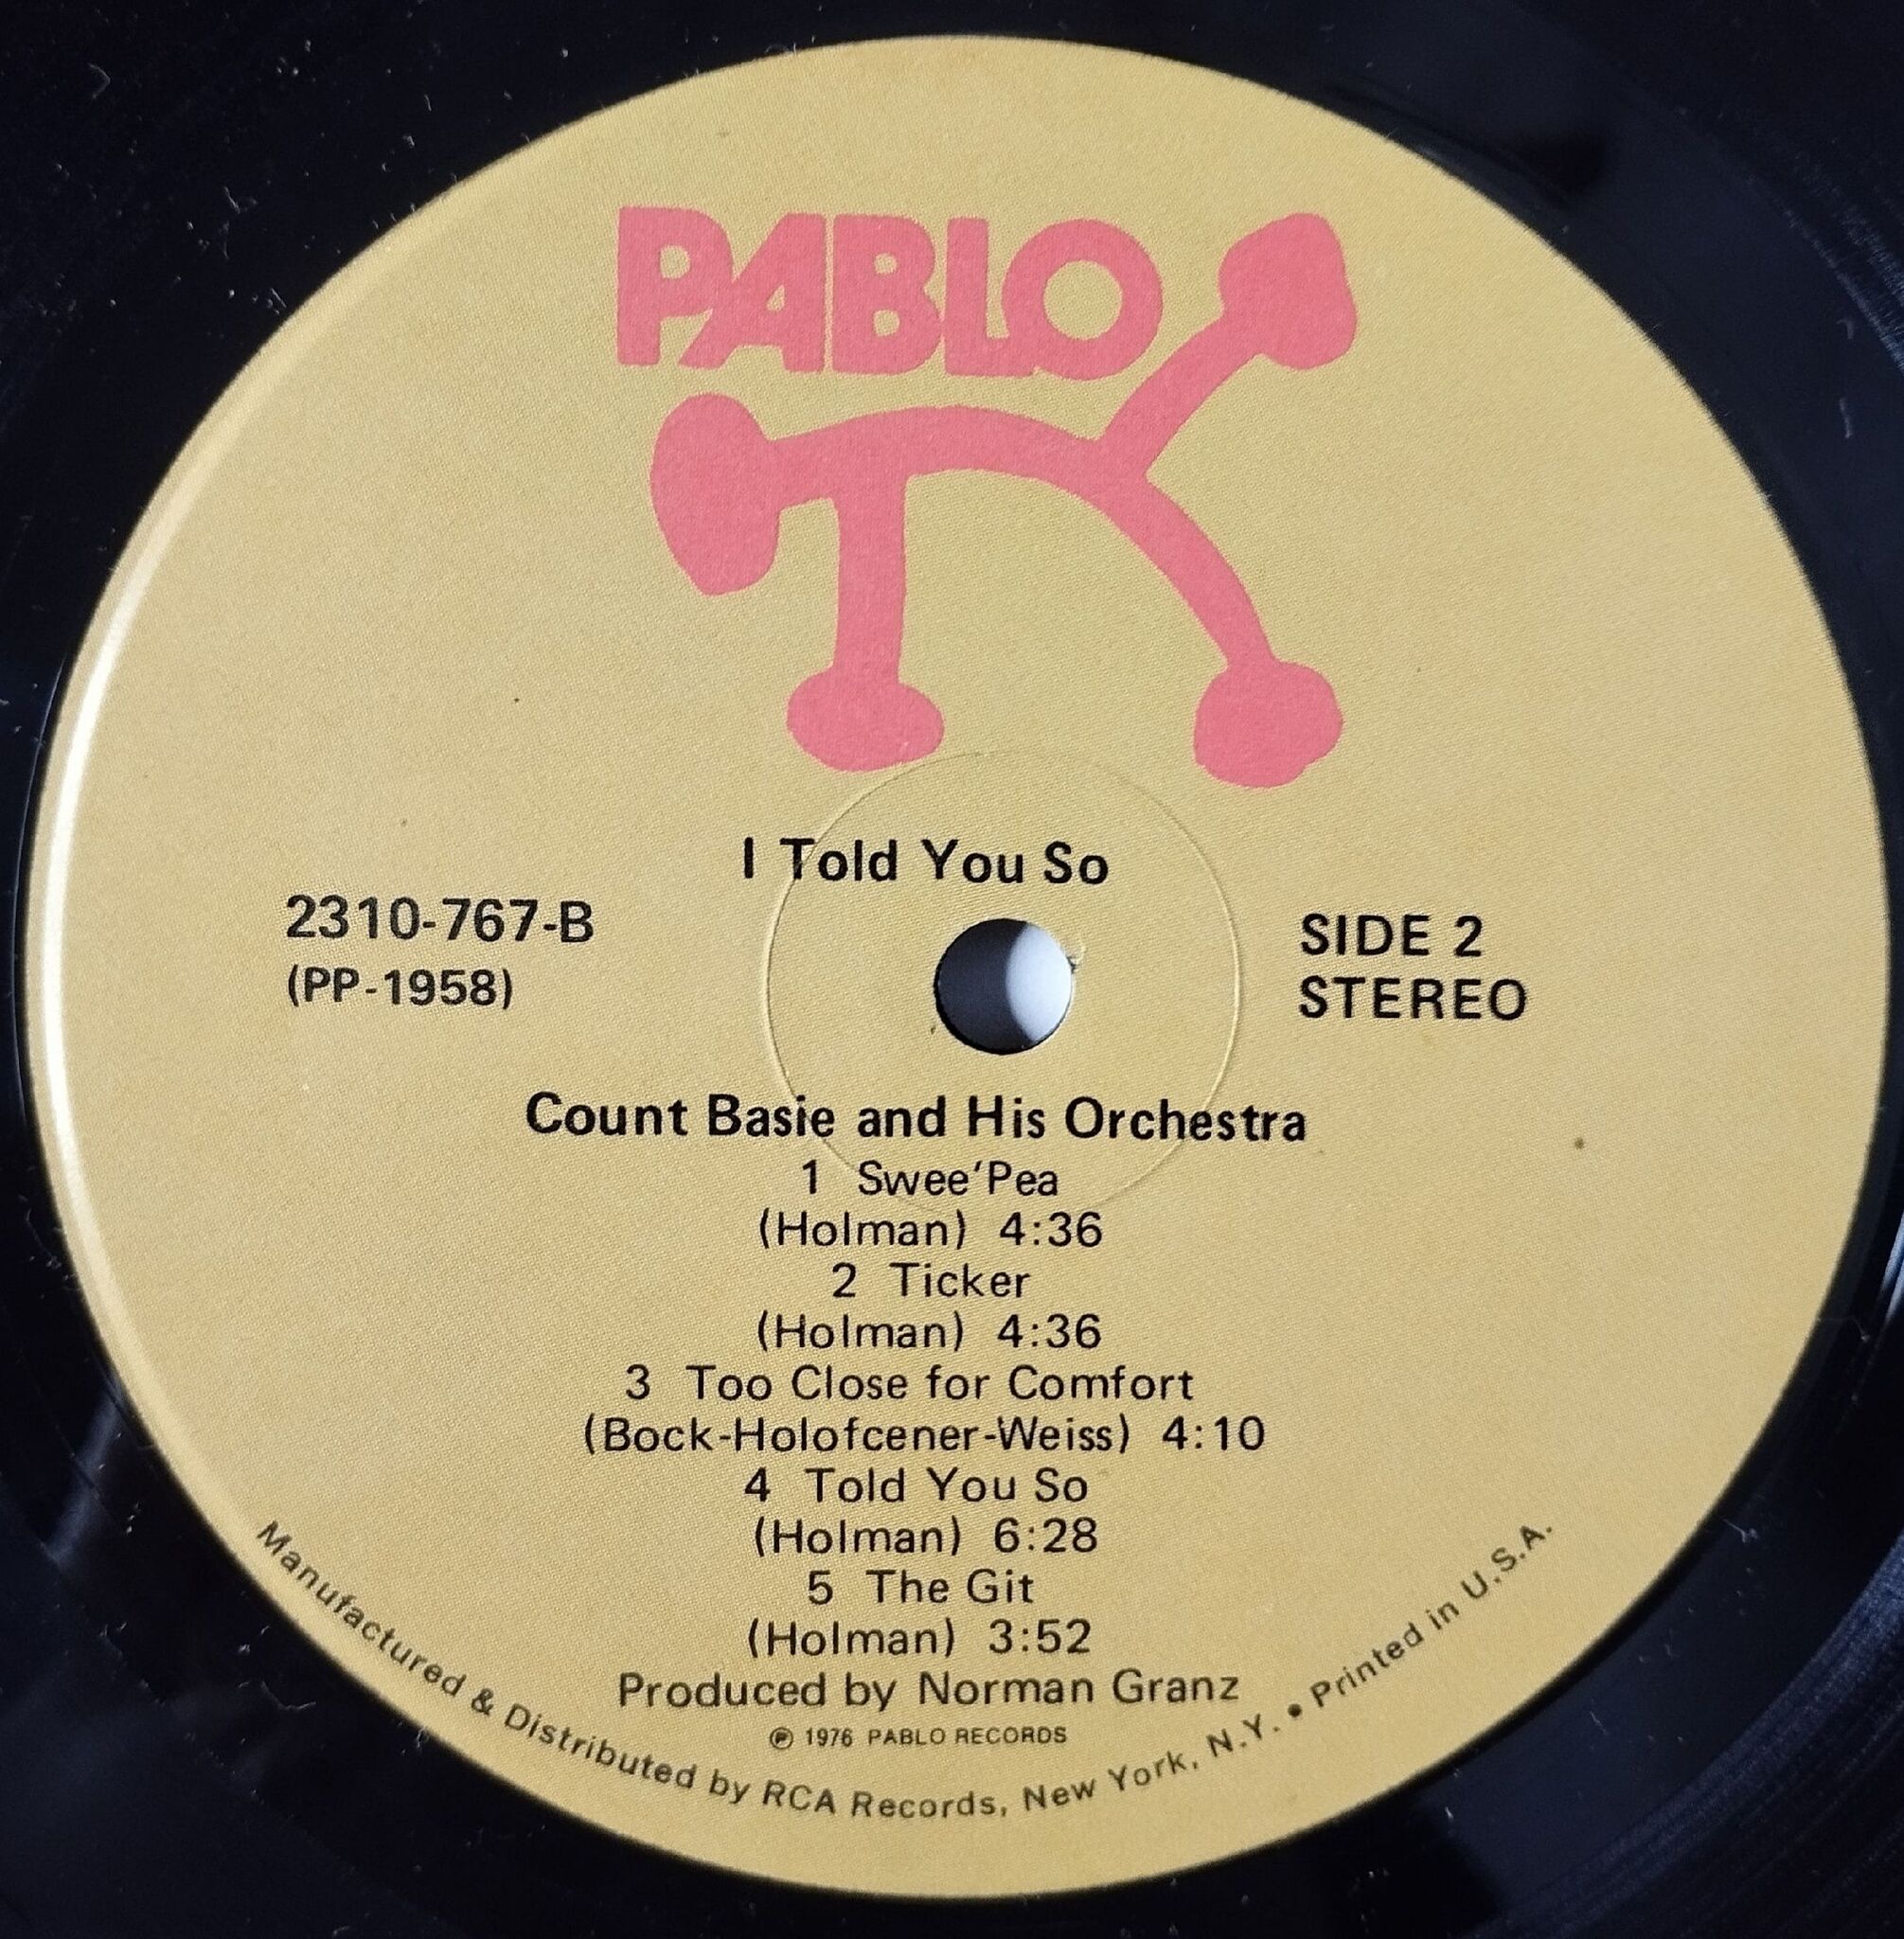 PABLO
I Told You So
2310-767-B
(PP-1958)
SIDE 2
STEREO
Count Basie and His Orchestra
1 Swee'Pea
(Holman) 4:36
2 Ticker
(Holman) 4:36
3 Too Close for Comfort
(Bock-Holofcener-Weiss) 4:10
4 Told You So
(Holman) 6:28
5 The Git
(Holman) 3:52
Produced by Norman Granz
℗ 1976 PABLO RECORDS
Manufactured & Distributed by RCA Records, New York, N.Y. • Printed in U.S.A.